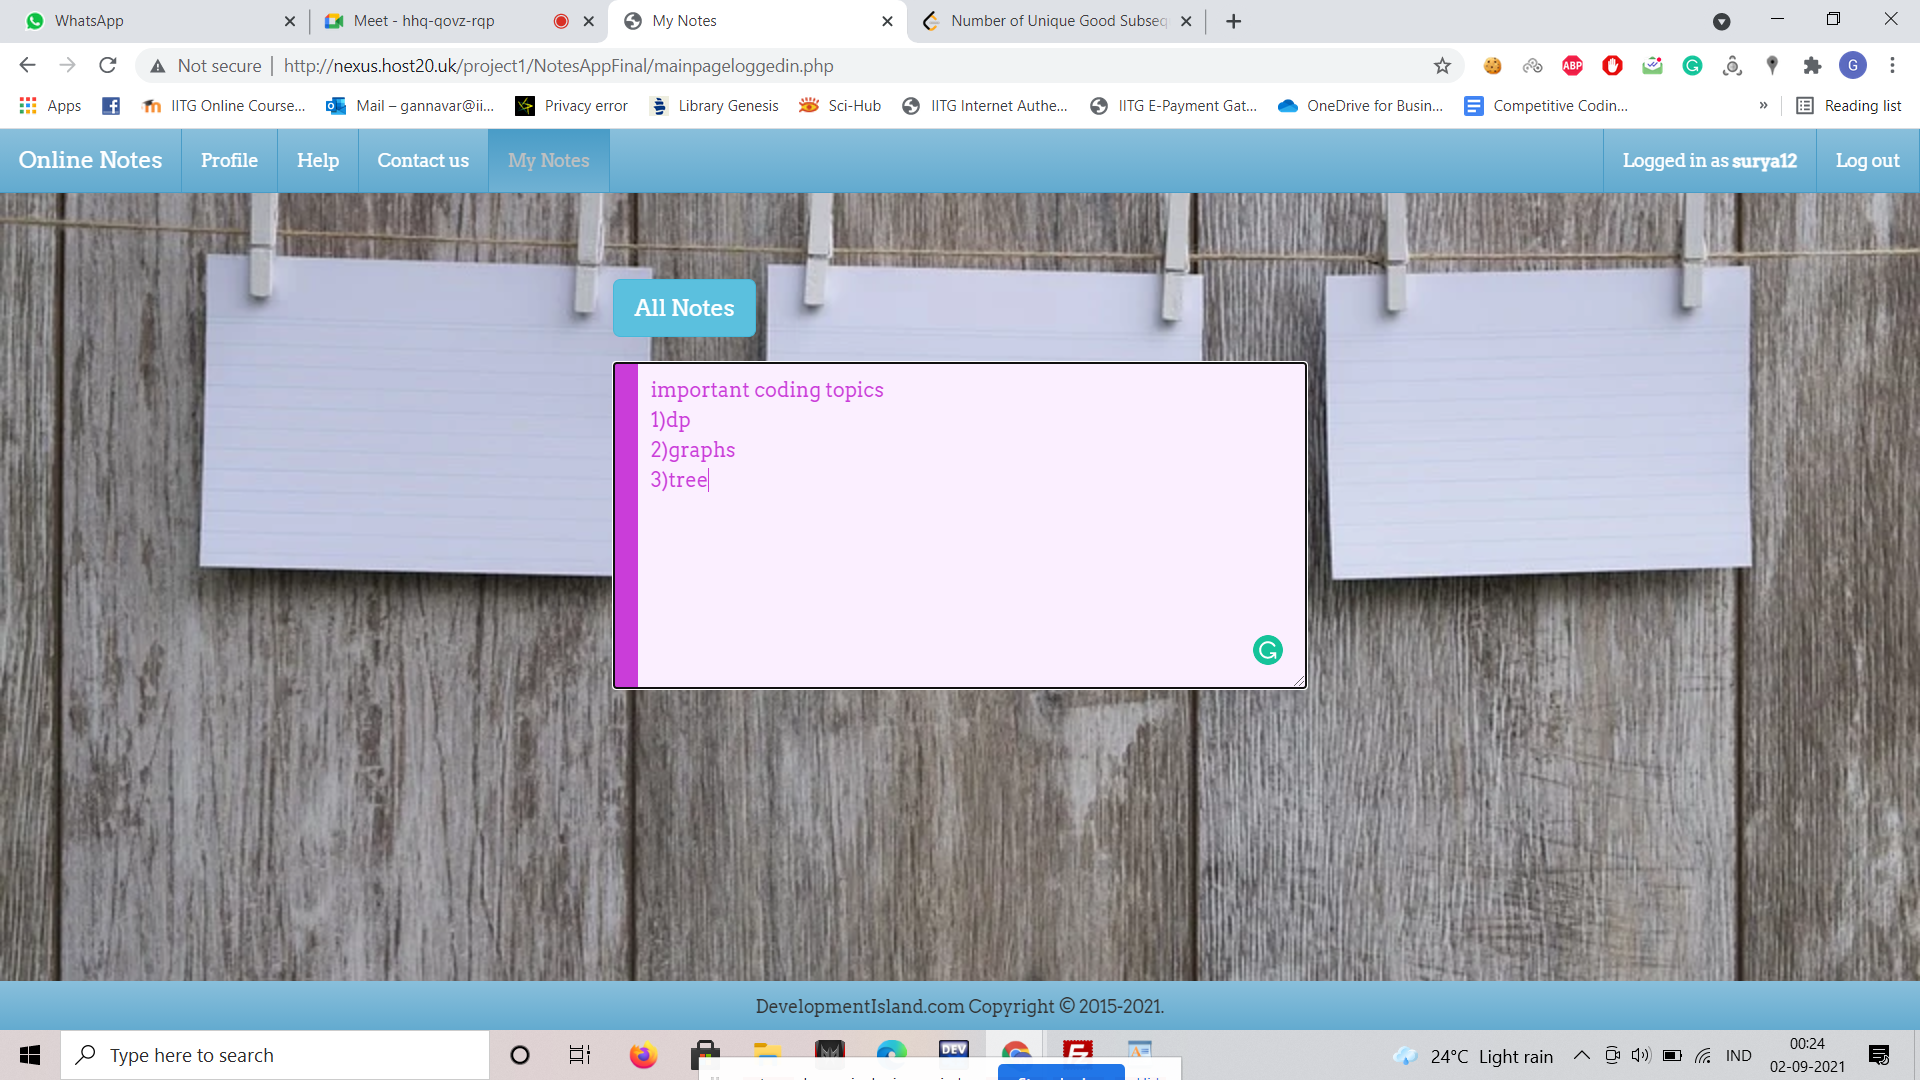 WhatsApp
Meet - hhq-qovz-rqp
My Notes
Number of Unique Good Subseq
Not secure
http://nexus.host20.uk/project1/NotesAppFinal/mainpageloggedin.php
ABP
G
Apps
IITG Online Course...
Mail – gannavar@ii...
Privacy error
Library Genesis
Sci-Hub
IITG Internet Authe...
IITG E-Payment Gat...
OneDrive for Busin...
Competitive Codin...
»
Reading list
Online Notes
Profile
Help
Contact us
My Notes
Logged in as surya12
Log out
All Notes
important coding topics
1)dp
2)graphs
3)tree
DevelopmentIsland.com Copyright © 2015-2021.
Type here to search
DEV
24°C Light rain
IND
00:24
02-09-2021